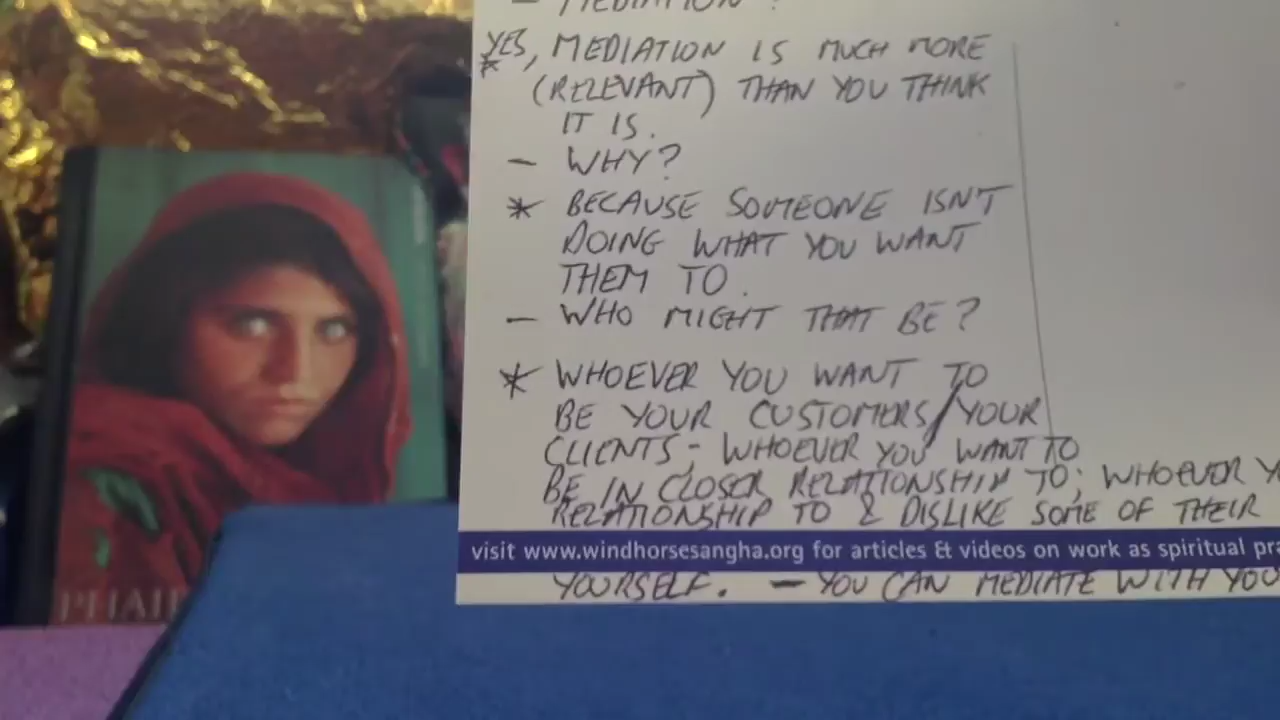 - MEDIATION?
YES, MEDIATION IS MUCH MORE
* (RELEVANT) THAN YOU THINK
IT IS.
- WHY?
* BECAUSE SOMEONE ISN'T
DOING WHAT YOU WANT
THEM TO.
- WHO MIGHT THAT BE?
* WHOEVER YOU WANT TO
BE YOUR CUSTOMERS/YOUR
CLIENTS; WHOEVER YOU WANT TO
BE IN CLOSER RELATIONSHIP TO; WHOEVER
RELATIONSHIP TO & DISLIKE SOME OF THEIR
visit www.windhorsesangha.org for articles & videos on work as spiritual
YOURSELF. - YOU CAN MEDIATE WITH